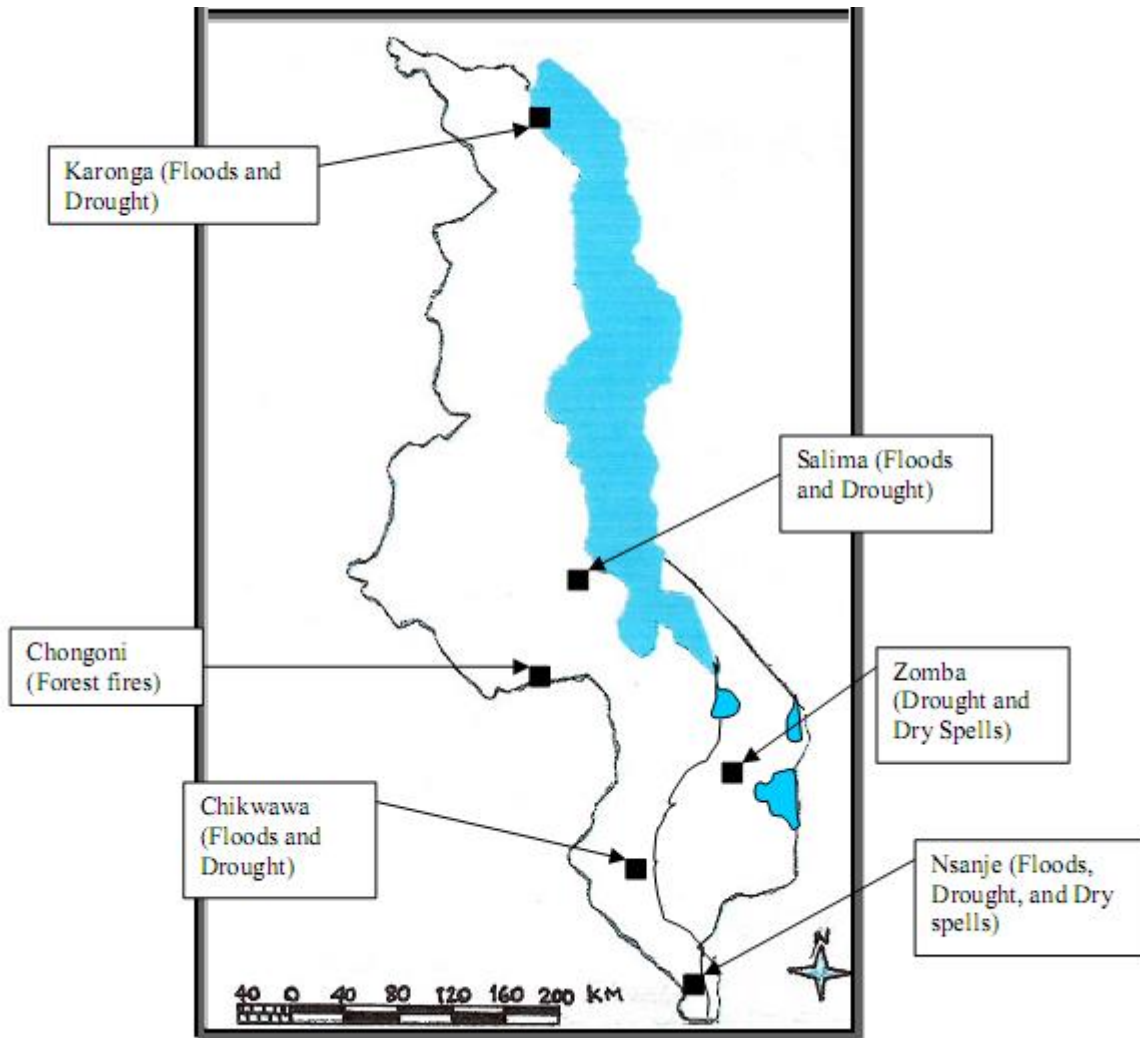 Karonga (Floods and
Drought)
Salima (Floods
and Drought)
Chongoni
(Forest fires)
Zomba
(Drought and
Dry Spells)
Chikwawa
(Floods and
Drought)
Nsanje (Floods,
Drought, and Dry
spells)
N
40 0 40 80 120 160 200 KM